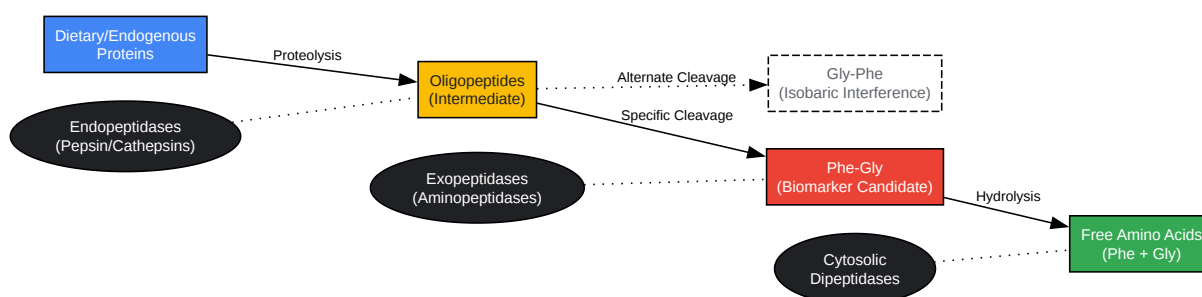 Dietary/Endogenous
Proteins
Proteolysis
Oligopeptides
(Intermediate)
Alternate Cleavage
Gly-Phe
(Isobaric Interference)
Specific Cleavage
Endopeptidases
(Pepsin/Cathepsins)
Exopeptidases
(Aminopeptidases)
Phe-Gly
(Biomarker Candidate)
Hydrolysis
Free Amino Acids
(Phe + Gly)
Cytosolic
Dipeptidases